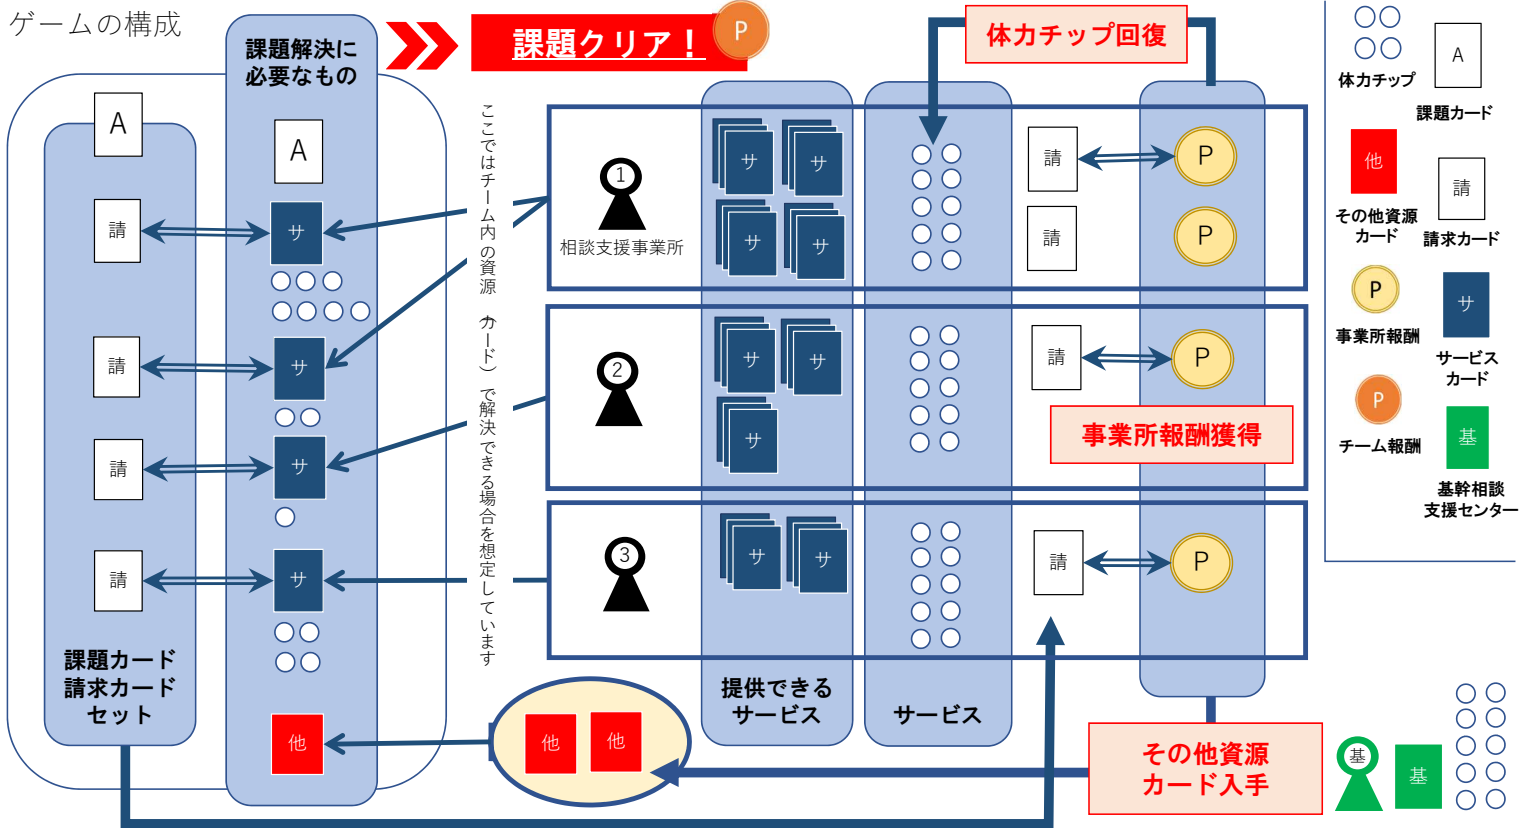 ゲームの構成
課題解決に
必要なもの
課題クリア！
P
体力チップ回復
A
A
請
サ
請
サ
請
サ
請
サ
他
課題カード
請求カード
セット
ここではチーム内の資源（カード）で解決できる場合を想定しています
1
相談支援事業所
サ
サ
サ
サ
請
P
請
P
2
サ
サ
サ
請
P
事業所報酬獲得
3
サ
サ
請
P
提供できる
サービス
サービス
他
他
その他資源
カード入手
体力チップ
A
課題カード
他
その他資源
カード
請
請求カード
P
事業所報酬
サ
サービス
カード
P
チーム報酬
基
基幹相談
支援センター
基
基